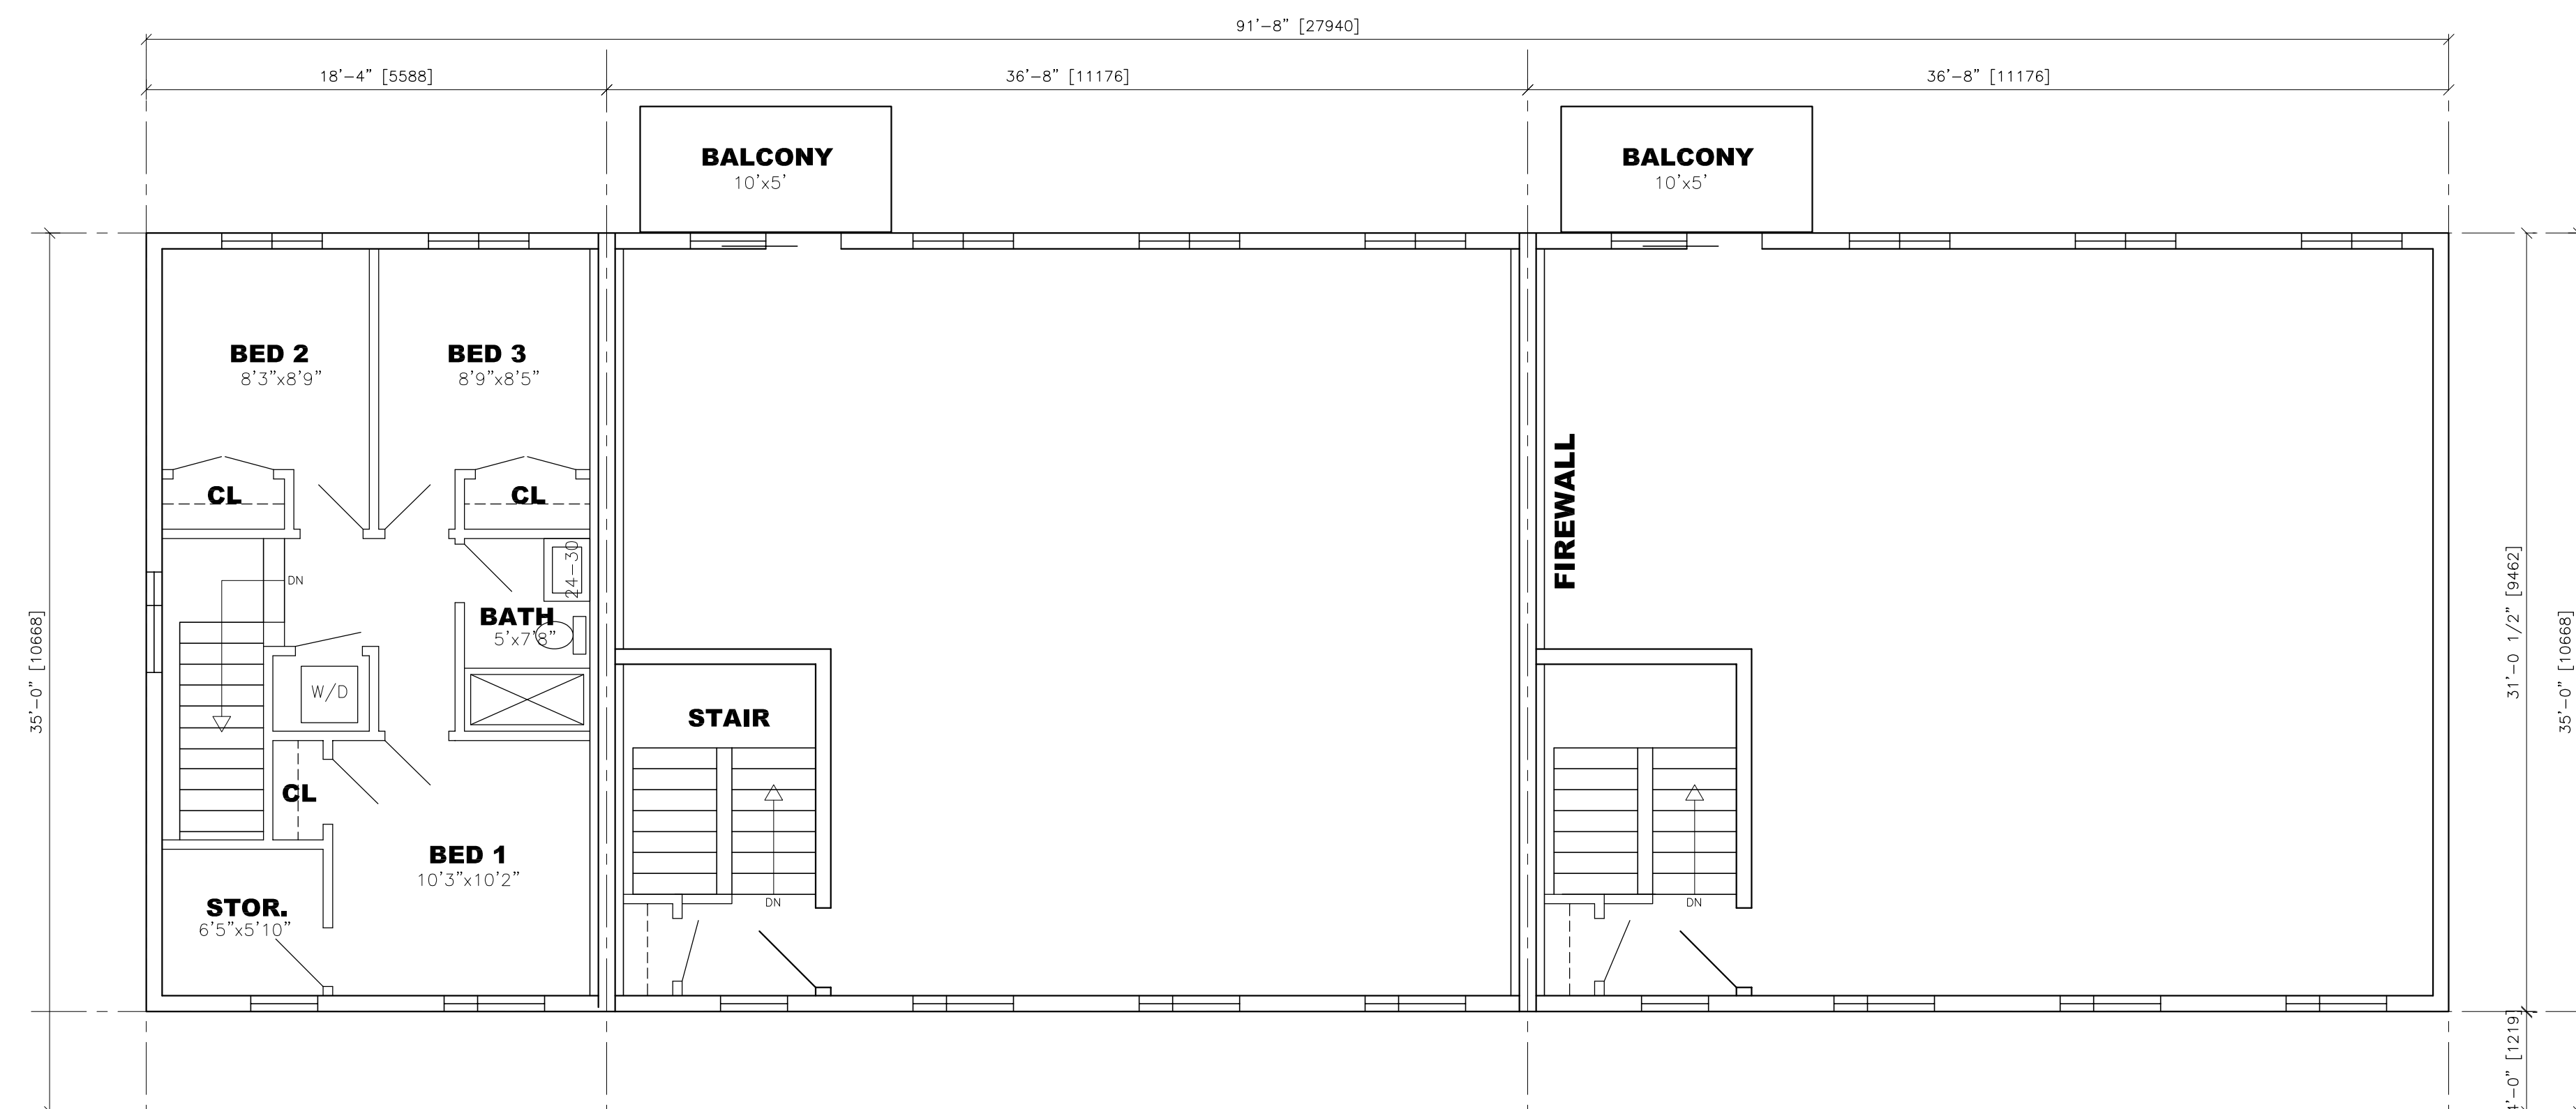 91'-8" [27940]
18'-4" [5588]
36'-8" [11176]
36'-8" [11176]
BALCONY
10'x5'
BALCONY
10'x5'
BED 2
8'3"x8'9"
BED 3
8'9"x8'5"
CL
CL
FIREWALL
24-30
DN
BATH
5'x7'8"
31'-0 1/2" [9462]
35'-0" [10668]
35'-0" [10668]
W/D
STAIR
CL
BED 1
10'3"x10'2"
DN
DN
STOR.
6'5"x5'10"
4'-0" [1219]